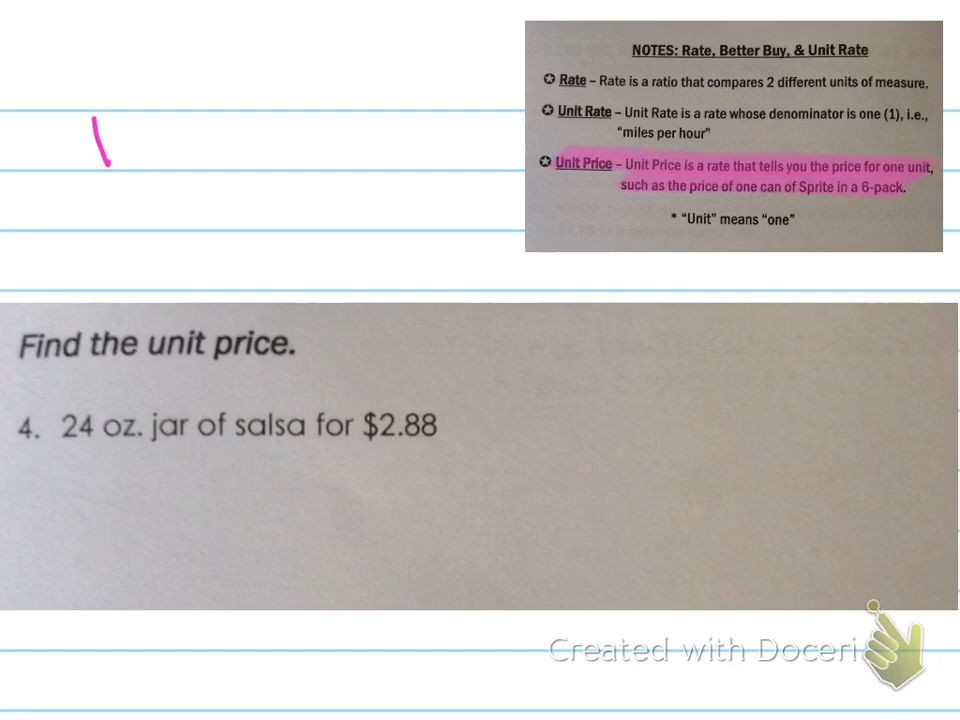 NOTES: Rate, Better Buy, & Unit Rate
✪ Rate – Rate is a ratio that compares 2 different units of measure.
✪ Unit Rate – Unit Rate is a rate whose denominator is one (1), i.e.,
"miles per hour"
✪ Unit Price – Unit Price is a rate that tells you the price for one unit,
such as the price of one can of Sprite in a 6-pack.
* "Unit" means "one"
Find the unit price.
4. 24 oz. jar of salsa for $2.88
Created with Doceri